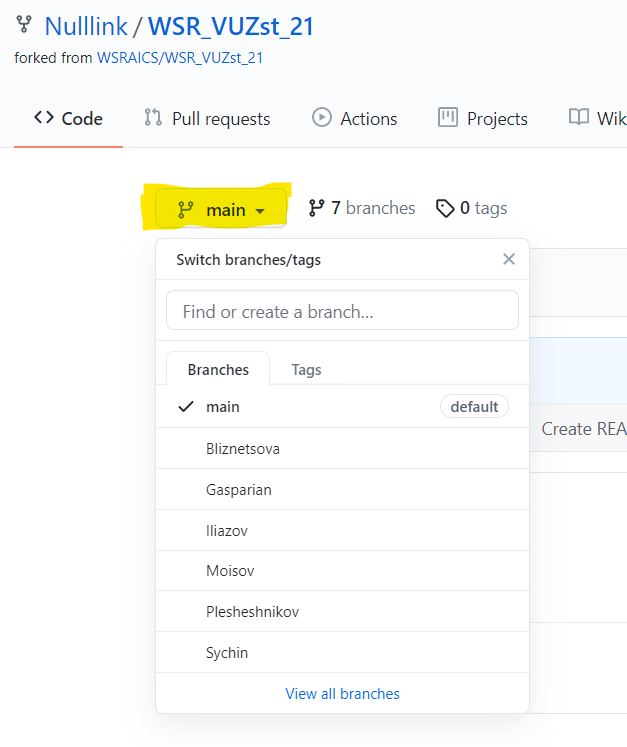 Nulllink / WSR_VUZst_21
forked from WSRAICS/WSR_VUZst_21
Code Pull requests Actions Projects Wik
main 7 branches 0 tags
Switch branches/tags
Find or create a branch...
Branches Tags
main default
Create REA
Bliznetsova
Gasparian
Iliazov
Moisov
Plesheshnikov
Sychin
View all branches